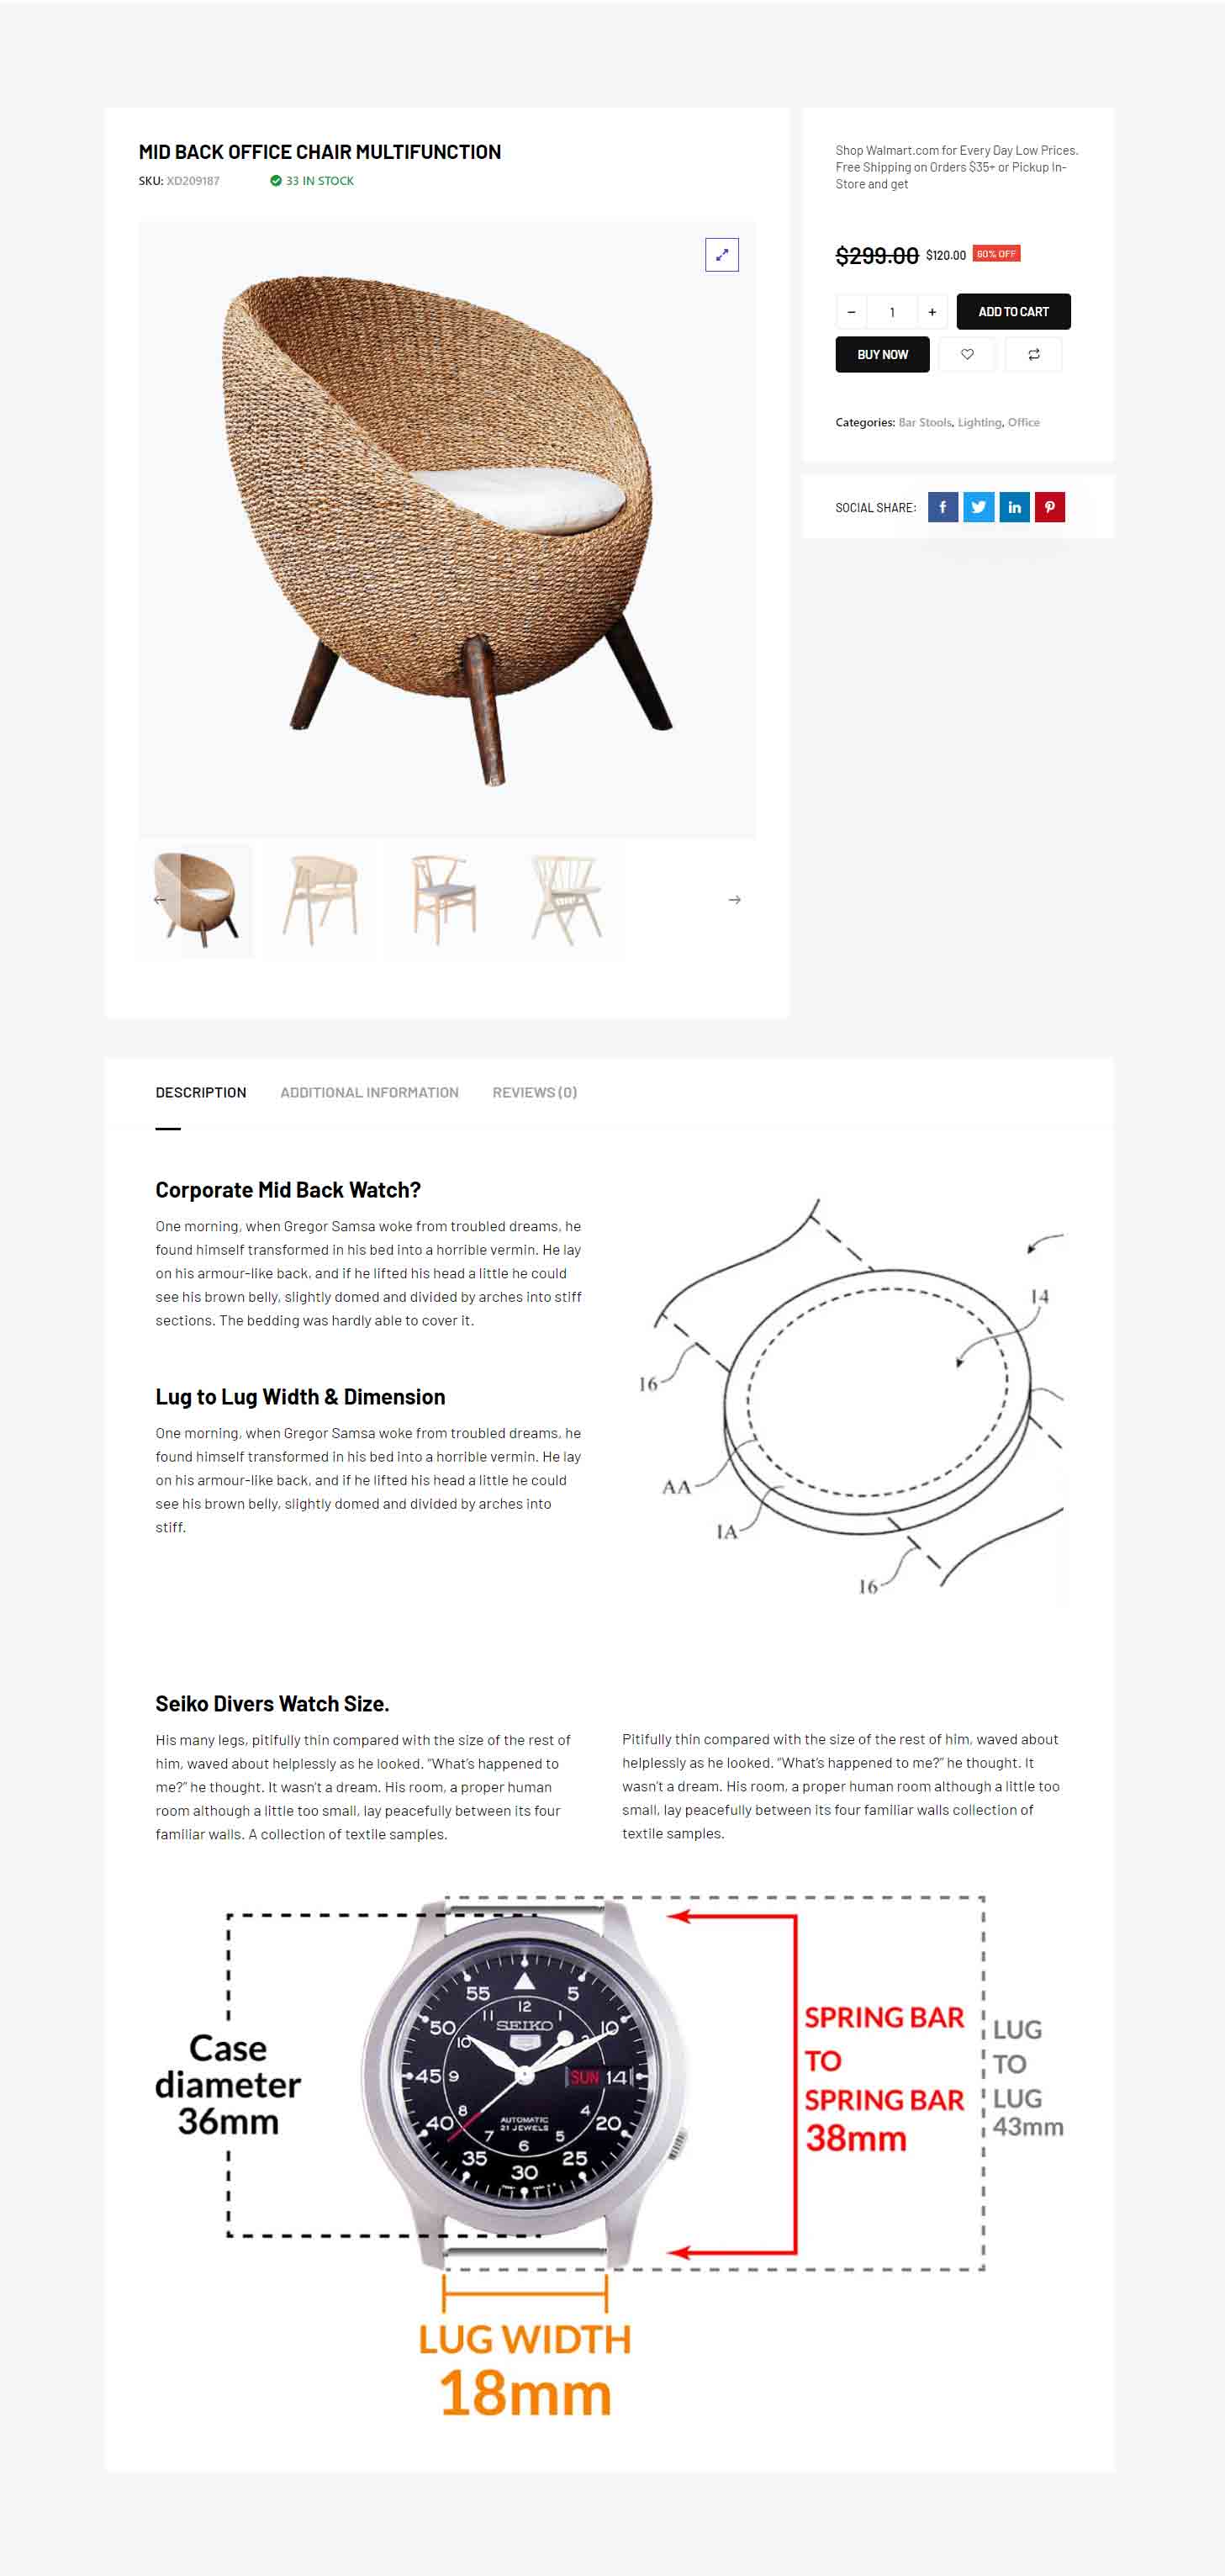 MID BACK OFFICE CHAIR MULTIFUNCTION
SKU: XD209187
33 IN STOCK
Shop Walmart.com for Every Day Low Prices.
Free Shipping on Orders $35+ or Pickup In-
Store and get
$299.00 $120.00 60% OFF
− 1 +
ADD TO CART
BUY NOW
Categories: Bar Stools, Lighting, Office
SOCIAL SHARE:
DESCRIPTION
ADDITIONAL INFORMATION
REVIEWS (0)
Corporate Mid Back Watch?
One morning, when Gregor Samsa woke from troubled dreams, he
found himself transformed in his bed into a horrible vermin. He lay
on his armour-like back, and if he lifted his head a little he could
see his brown belly, slightly domed and divided by arches into stiff
sections. The bedding was hardly able to cover it.
Lug to Lug Width & Dimension
One morning, when Gregor Samsa woke from troubled dreams, he
found himself transformed in his bed into a horrible vermin. He lay
on his armour-like back, and if he lifted his head a little he could
see his brown belly, slightly domed and divided by arches into
stiff.
14
16
AA
1A
16
Seiko Divers Watch Size.
His many legs, pitifully thin compared with the size of the rest of
him, waved about helplessly as he looked. “What’s happened to
me?” he thought. It wasn’t a dream. His room, a proper human
room although a little too small, lay peacefully between its four
familiar walls. A collection of textile samples.
Pitifully thin compared with the size of the rest of him, waved about
helplessly as he looked. “What’s happened to me?” he thought. It
wasn’t a dream. His room, a proper human room although a little too
small, lay peacefully between its four familiar walls collection of
textile samples.
Case
diameter
36mm
55
5
12
11
1
50
10
10
SEIKO
5
45
9
SUN 14
8
4
40
20
AUTOMATIC
21 JEWELS
7
5
6
35
25
30
SPRING BAR
TO
SPRING BAR
38mm
LUG
TO
LUG
43mm
LUG WIDTH
18mm